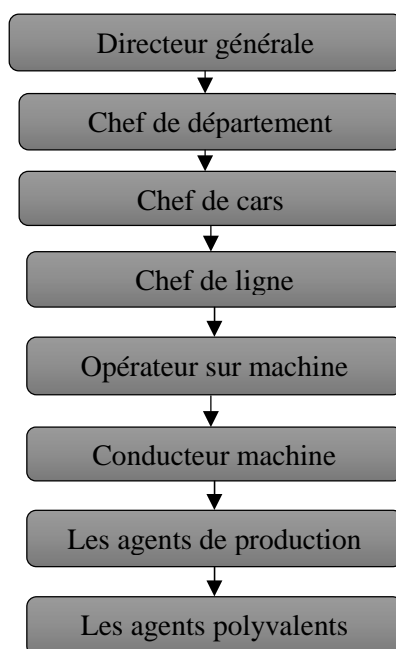 Directeur générale
Chef de département
Chef de cars
Chef de ligne
Opérateur sur machine
Conducteur machine
Les agents de production
Les agents polyvalents